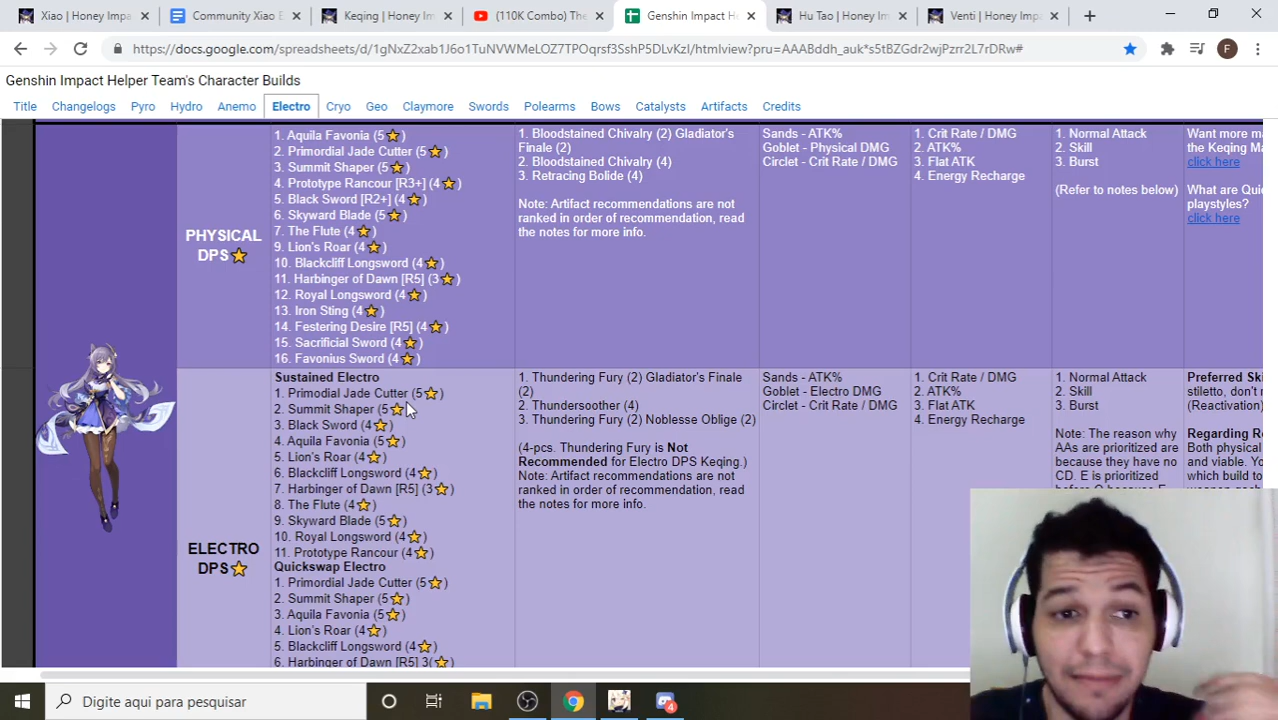 Xiao | Honey Impa
Community Xiao E
Keqing | Honey Im
(110K Combo) The
Genshin Impact He
Hu Tao | Honey Im
Venti | Honey Imp
https://docs.google.com/spreadsheets/d/1gNxZ2xab1J6o1TuNVWMeLOZ7TPOqrsf3SshP5DLvKzI/htmlview?pru=AAABddh_auk*s5tBZGdr2wjPzrr2L7rDRw#
F
Genshin Impact Helper Team's Character Builds
Title
Changelogs
Pyro
Hydro
Anemo
Electro
Cryo
Geo
Claymore
Swords
Polearms
Bows
Catalysts
Artifacts
Credits
PHYSICAL
DPS⭐
1. Aquila Favonia (5⭐)
2. Primordial Jade Cutter (5⭐)
3. Summit Shaper (5⭐)
4. Prototype Rancour [R3+] (4⭐)
5. Black Sword [R2+] (4⭐)
6. Skyward Blade (5⭐)
7. The Flute (4⭐)
9. Lion's Roar (4⭐)
10. Blackcliff Longsword (4⭐)
11. Harbinger of Dawn [R5] (3⭐)
12. Royal Longsword (4⭐)
13. Iron Sting (4⭐)
14. Festering Desire [R5] (4⭐)
15. Sacrificial Sword (4⭐)
16. Favonius Sword (4⭐)
1. Bloodstained Chivalry (2) Gladiator's
Finale (2)
2. Bloodstained Chivalry (4)
3. Retracing Bolide (4)
Note: Artifact recommendations are not
ranked in order of recommendation, read
the notes for more info.
Sands - ATK%
Goblet - Physical DMG
Circlet - Crit Rate / DMG
1. Crit Rate / DMG
2. ATK%
3. Flat ATK
4. Energy Recharge
1. Normal Attack
2. Skill
3. Burst
(Refer to notes below)
Want more ma
the Keqing Ma
click here
What are Quic
playstyles?
click here
ELECTRO
DPS⭐
Sustained Electro
1. Primodial Jade Cutter (5⭐)
2. Summit Shaper (5⭐)
3. Black Sword (4⭐)
4. Aquila Favonia (5⭐)
5. Lion's Roar (4⭐)
6. Blackcliff Longsword (4⭐)
7. Harbinger of Dawn [R5] (3⭐)
8. The Flute (4⭐)
9. Skyward Blade (5⭐)
10. Royal Longsword (4⭐)
11. Prototype Rancour (4⭐)
Quickswap Electro
1. Primordial Jade Cutter (5⭐)
2. Summit Shaper (5⭐)
3. Aquila Favonia (5⭐)
4. Lion's Roar (4⭐)
5. Blackcliff Longsword (4⭐)
6. Harbinger of Dawn [R5] 3(⭐)
1. Thundering Fury (2) Gladiator's Finale
(2)
2. Thundersoother (4)
3. Thundering Fury (2) Noblesse Oblige (2)
(4-pcs. Thundering Fury is Not
Recommended for Electro DPS Keqing.)
Note: Artifact recommendations are not
ranked in order of recommendation, read
the notes for more info.
Sands - ATK%
Goblet - Electro DMG
Circlet - Crit Rate / DMG
1. Crit Rate / DMG
2. ATK%
3. Flat ATK
4. Energy Recharge
1. Normal Attack
2. Skill
3. Burst
Note: The reason why
AAs are prioritized are
because they have no
CD. E is prioritized
Preferred Ski
stiletto, don't
(Reactivation)
Regarding Ro
Both physical
and viable. Yo
which build to
Digite aqui para pesquisar
4